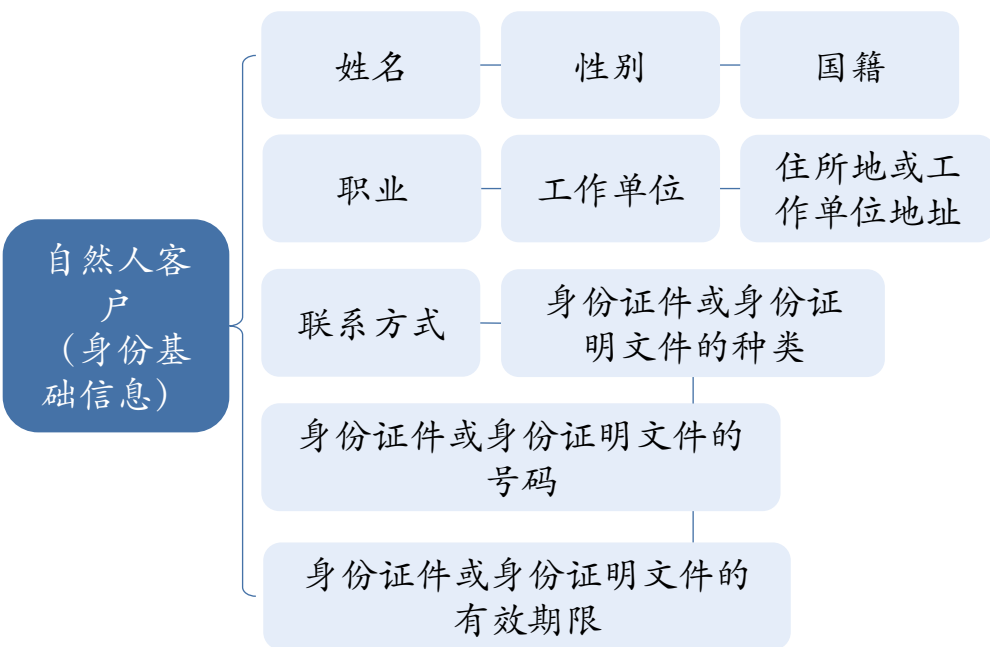 姓名
性别
国籍
职业
工作单位
住所地或工
作单位地址
自然人客
户
（身份基
础信息）
联系方式
身份证件或身份证
明文件的种类
身份证件或身份证明文件的
号码
身份证件或身份证明文件的
有效期限